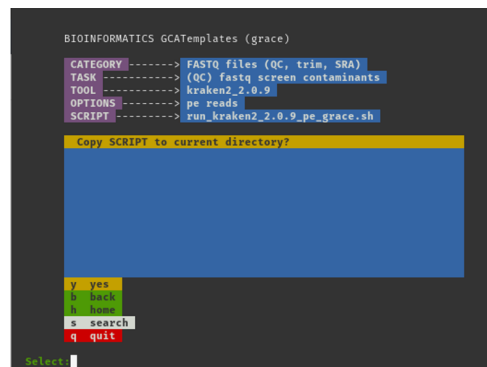 BIOINFORMATICS GCATemplates (grace)
CATEGORY -------> FASTQ files (QC, trim, SRA)
TASK -----------> (QC) fastq screen contaminants
TOOL -----------> kraken2_2.0.9
OPTIONS --------> pe reads
SCRIPT ---------> run_kraken2_2.0.9_pe_grace.sh
Copy SCRIPT to current directory?
y yes
b back
h home
s search
q quit
Select: